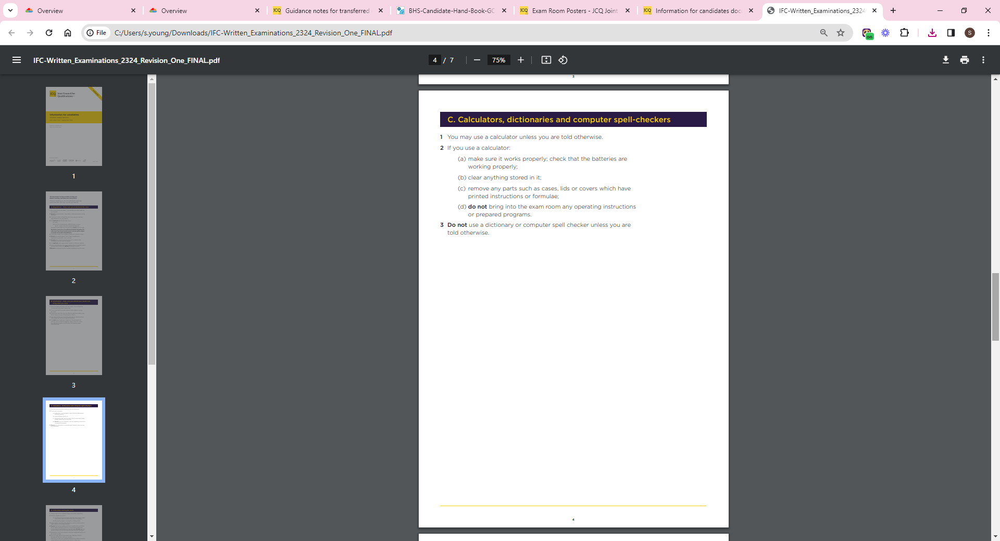 Overview
Overview
Guidance notes for transferred
BHS-Candidate-Hand-Book-GC
Exam Room Posters - JCQ Joint
Information for candidates doc
IFC-Written_Examinations_2324
File
C:/Users/s.young/Downloads/IFC-Written_Examinations_2324_Revision_One_FINAL.pdf
on
S
IFC-Written_Examinations_2324_Revision_One_FINAL.pdf
4 / 7
75%
1
2
3
4
3
C. Calculators, dictionaries and computer spell-checkers
1 You may use a calculator unless you are told otherwise.
2 If you use a calculator:
(a) make sure it works properly; check that the batteries are
working properly;
(b) clear anything stored in it;
(c) remove any parts such as cases, lids or covers which have
printed instructions or formulae;
(d) do not bring into the exam room any operating instructions
or prepared programs.
3 Do not use a dictionary or computer spell checker unless you are
told otherwise.
4